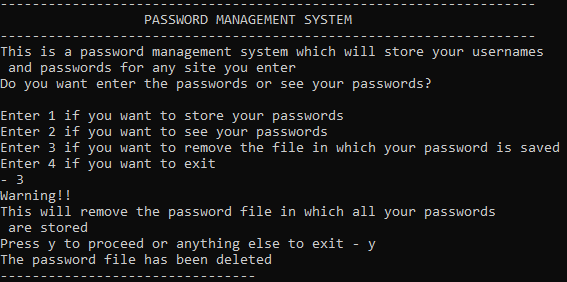 -------------------------------------------------------------------
PASSWORD MANAGEMENT SYSTEM
-------------------------------------------------------------------
This is a password management system which will store your usernames
 and passwords for any site you enter
Do you want enter the passwords or see your passwords?

Enter 1 if you want to store your passwords
Enter 2 if you want to see your passwords
Enter 3 if you want to remove the file in which your password is saved
Enter 4 if you want to exit
- 3
Warning!!
This will remove the password file in which all your passwords
 are stored
Press y to proceed or anything else to exit - y
The password file has been deleted
--------------------------------